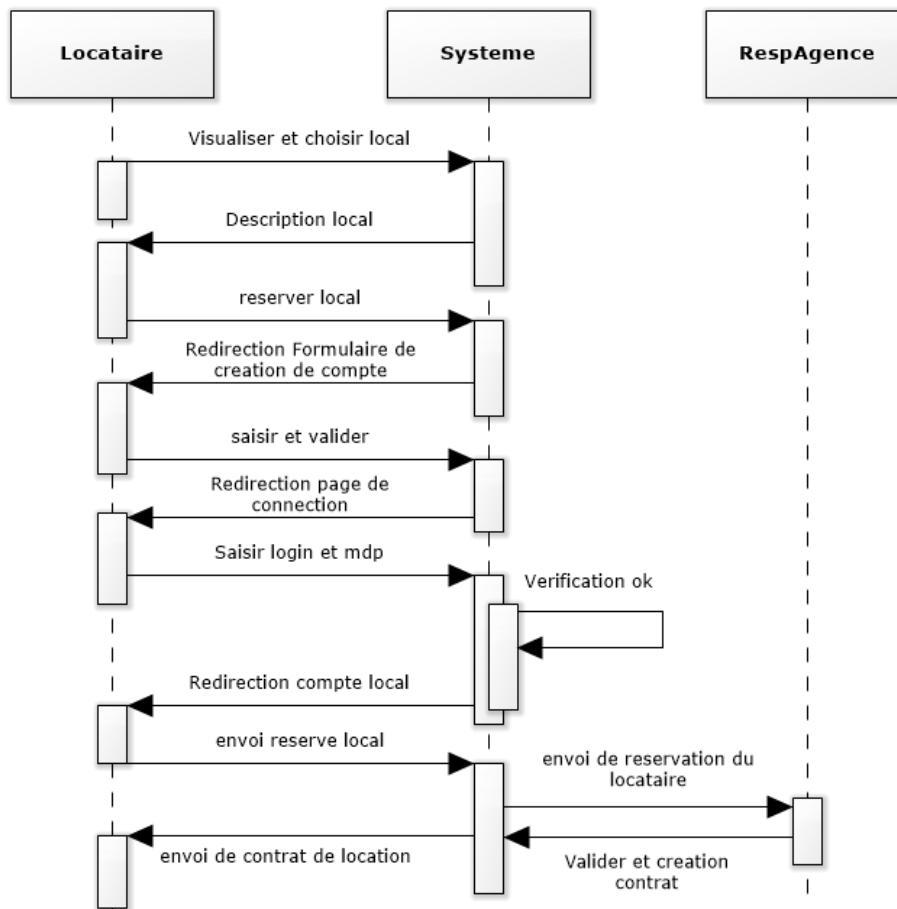 Locataire
Systeme
RespAgence
Visualiser et choisir local
Description local
reserver local
Redirection Formulaire de
creation de compte
saisir et valider
Redirection page de
connection
Saisir login et mdp
Verification ok
Redirection compte local
envoi reserve local
envoi de reservation du
locataire
envoi de contrat de location
Valider et creation
contrat